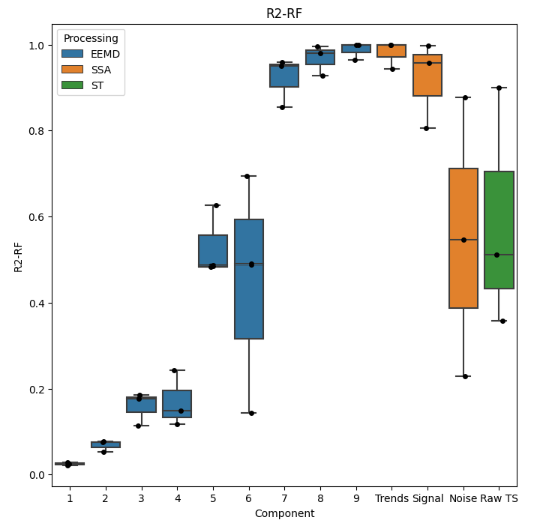 R2-RF
Processing
EEMD
SSA
ST
1.0
0.8
0.6
0.4
0.2
0.0
R2-RF
1 2 3 4 5 6 7 8 9 Trends Signal Noise Raw TS
Component